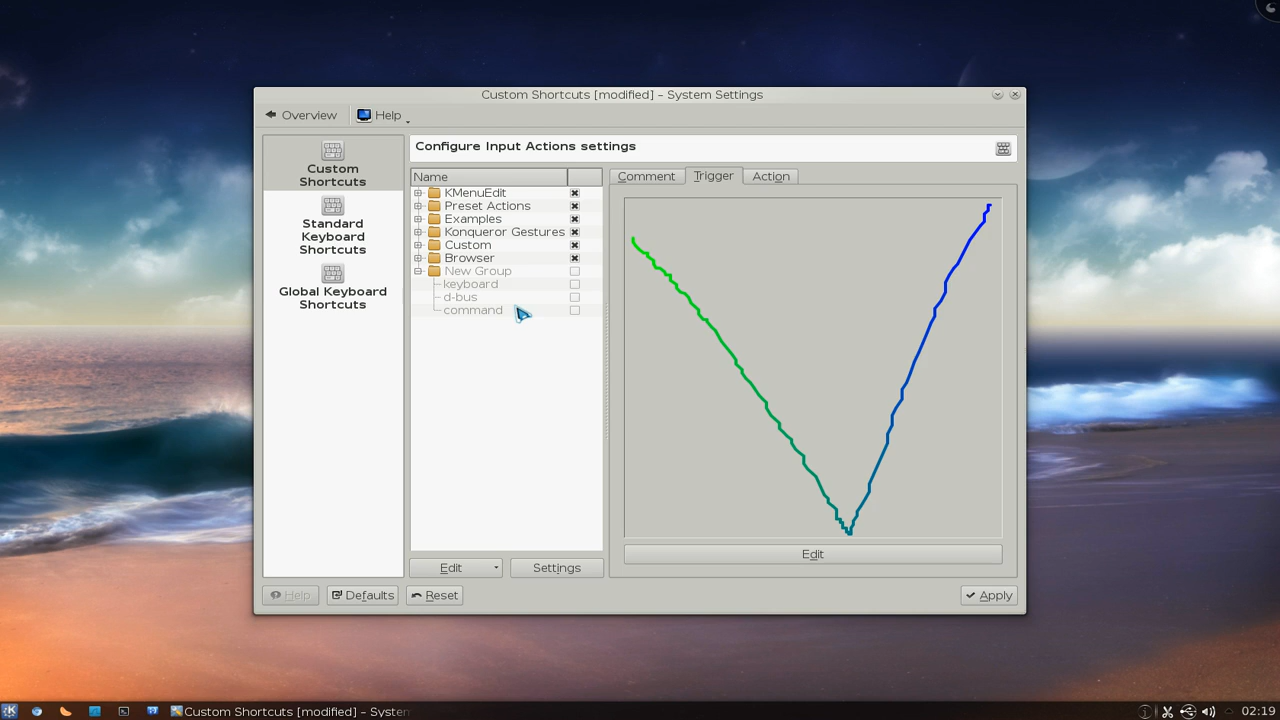 Custom Shortcuts [modified] – System Settings
Overview
Help
Custom
Shortcuts
Standard
Keyboard
Shortcuts
Global Keyboard
Shortcuts
Configure Input Actions settings
Name
KMenuEdit
Preset Actions
Examples
Konqueror Gestures
Custom
Browser
New Group
keyboard
d-bus
command
Edit
Settings
Comment
Trigger
Action
Edit
Help
Defaults
Reset
Apply
Custom Shortcuts [modified] – System
02:19